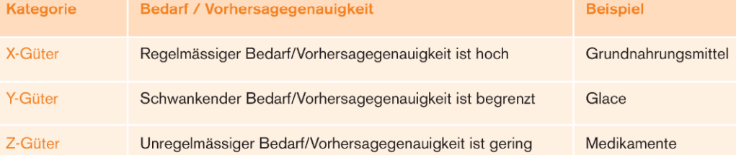 Kategorie Bedarf / Vorhersagegenauigkeit Beispiel
X-Güter Regelmässiger Bedarf/Vorhersagegenauigkeit ist hoch Grundnahrungsmittel
Y-Güter Schwankender Bedarf/Vorhersagegenauigkeit ist begrenzt Glace
Z-Güter Unregelmässiger Bedarf/Vorhersagegenauigkeit ist gering Medikamente